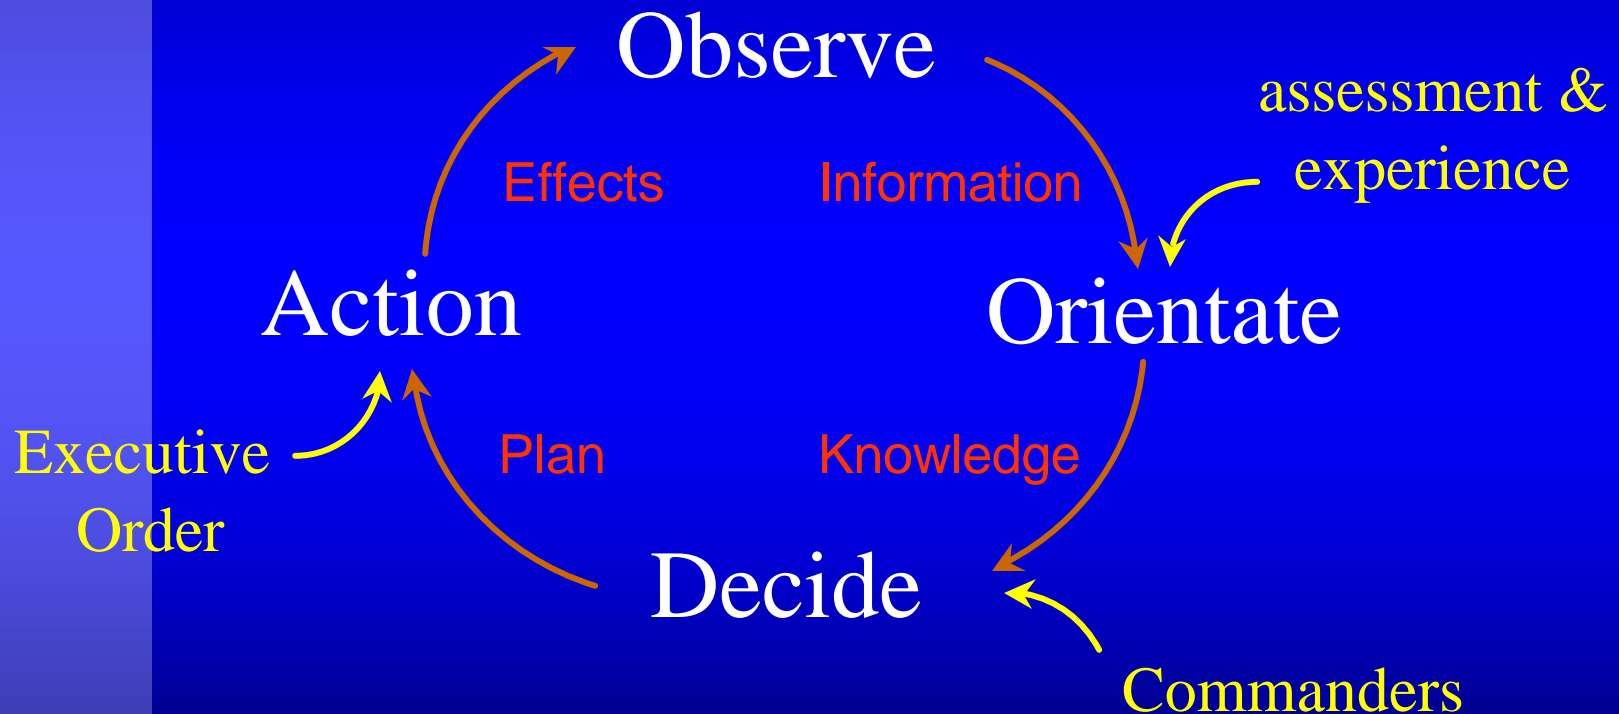 Observe
assessment &
experience
Effects
Information
Action
Orientate
Executive
Order
Plan
Knowledge
Decide
Commanders